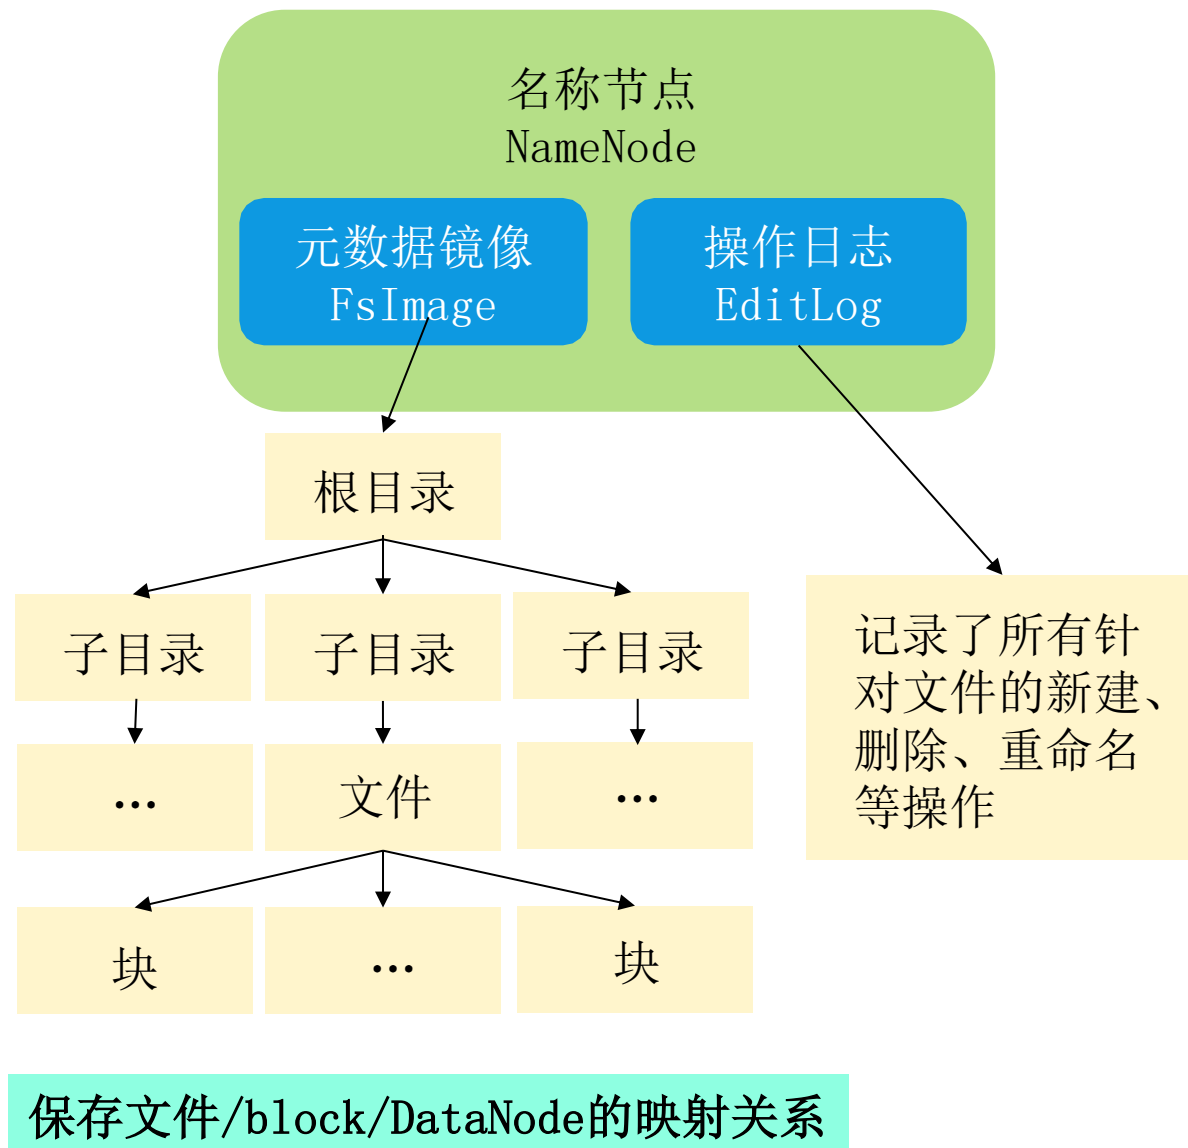 名称节点
NameNode
元数据镜像
FsImage
操作日志
EditLog
根目录
子目录
子目录
子目录
…
文件
…
块
…
块
记录了所有针
对文件的新建、
删除、重命名
等操作
保存文件/block/DataNode的映射关系